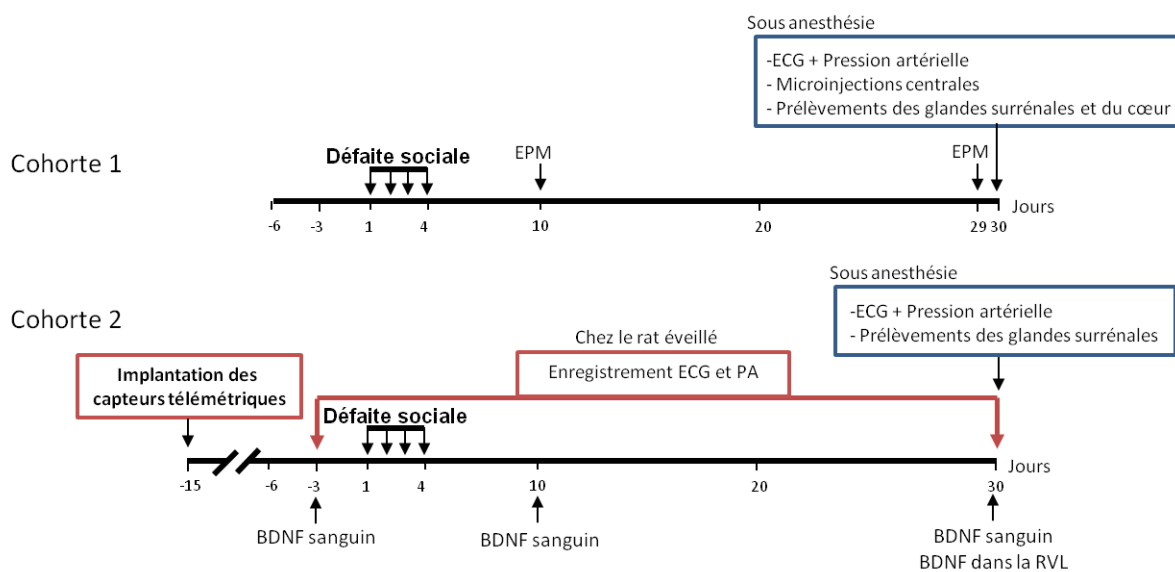 Sous anesthésie
-ECG + Pression artérielle
- Microinjections centrales
- Prélèvements des glandes surrénales et du cœur
Cohorte 1
Défaite sociale
EPM
EPM
-6 -3 1 4 10 20 29 30 Jours
Sous anesthésie
-ECG + Pression artérielle
- Prélèvements des glandes surrénales
Cohorte 2
Chez le rat éveillé
Enregistrement ECG et PA
Implantation des
capteurs télémétriques
Défaite sociale
-15 -6 -3 1 4 10 20 30 Jours
BDNF sanguin
BDNF sanguin
BDNF sanguin
BDNF dans la RVL